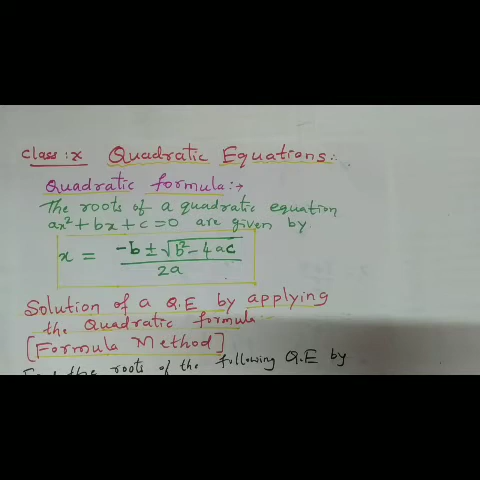 class: x Quadratic Equations:-
Quadratic formula:→
The roots of a quadratic equation
ax²+bx+c=0 are given by
x = -b ± √b²-4ac / 2a
Solution of a Q.E by applying
the Quadratic formula:-
[Formula Method]
the roots of the following Q.E by